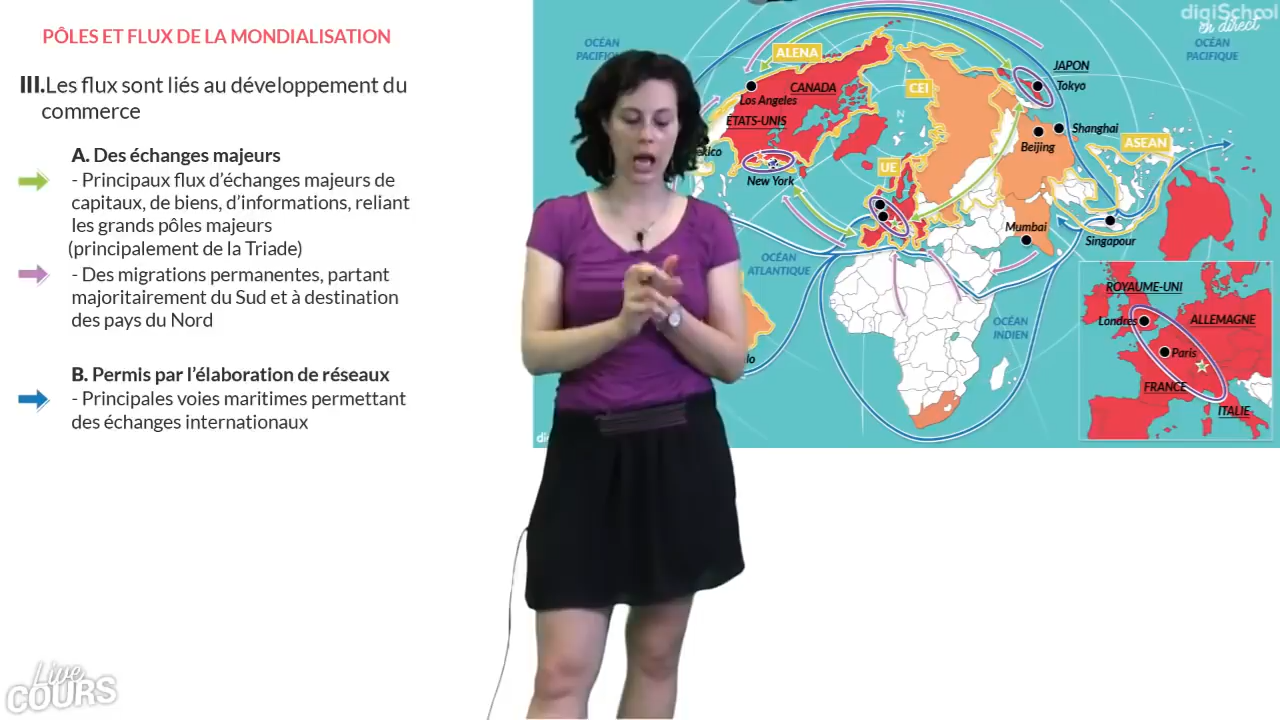 PÔLES ET FLUX DE LA MONDIALISATION
III.Les flux sont liés au développement du
commerce
A. Des échanges majeurs
- Principaux flux d'échanges majeurs de
capitaux, de biens, d'informations, reliant
les grands pôles majeurs
(principalement de la Triade)
- Des migrations permanentes, partant
majoritairement du Sud et à destination
des pays du Nord
B. Permis par l'élaboration de réseaux
- Principales voies maritimes permettant
des échanges internationaux
Live
COURS
digiSchool
en direct
OCÉAN
PACIFIQUE
OCÉAN
PACIFIQUE
ALENA
CANADA
Los Angeles
ÉTATS-UNIS
New York
CEI
N
UE
JAPON
Tokyo
Shanghai
Beijing
ASEAN
Mumbai
Singapour
OCÉAN
ATLANTIQUE
OCÉAN
INDIEN
ROYAUME-UNI
Londres
ALLEMAGNE
Paris
FRANCE
ITALIE